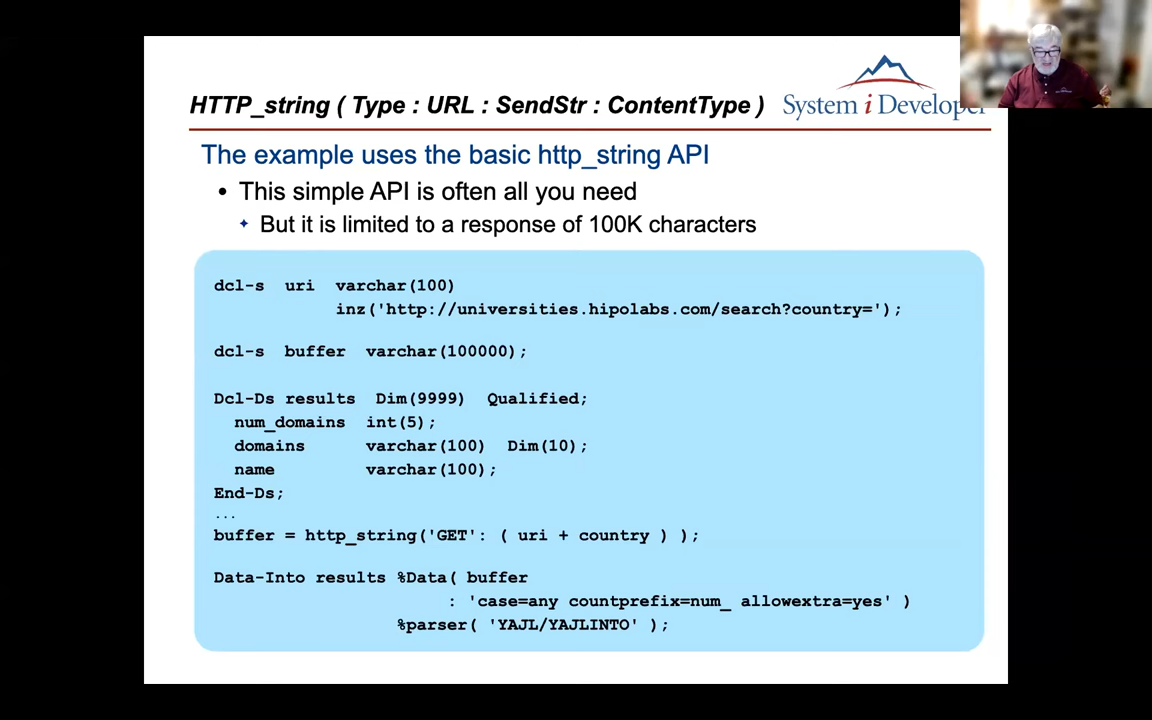 HTTP_string ( Type : URL : SendStr : ContentType )
System i Developer
The example uses the basic http_string API
• This simple API is often all you need
✦ But it is limited to a response of 100K characters
dcl-s  uri  varchar(100)
            inz('http://universities.hipolabs.com/search?country=');
dcl-s  buffer  varchar(100000);
Dcl-Ds results  Dim(9999)  Qualified;
  num_domains  int(5);
  domains      varchar(100)  Dim(10);
  name         varchar(100);
End-Ds;
...
buffer = http_string('GET': ( uri + country ) );
Data-Into results %Data( buffer
                       : 'case=any countprefix=num_ allowextra=yes' )
                  %parser( 'YAJL/YAJLINTO' );